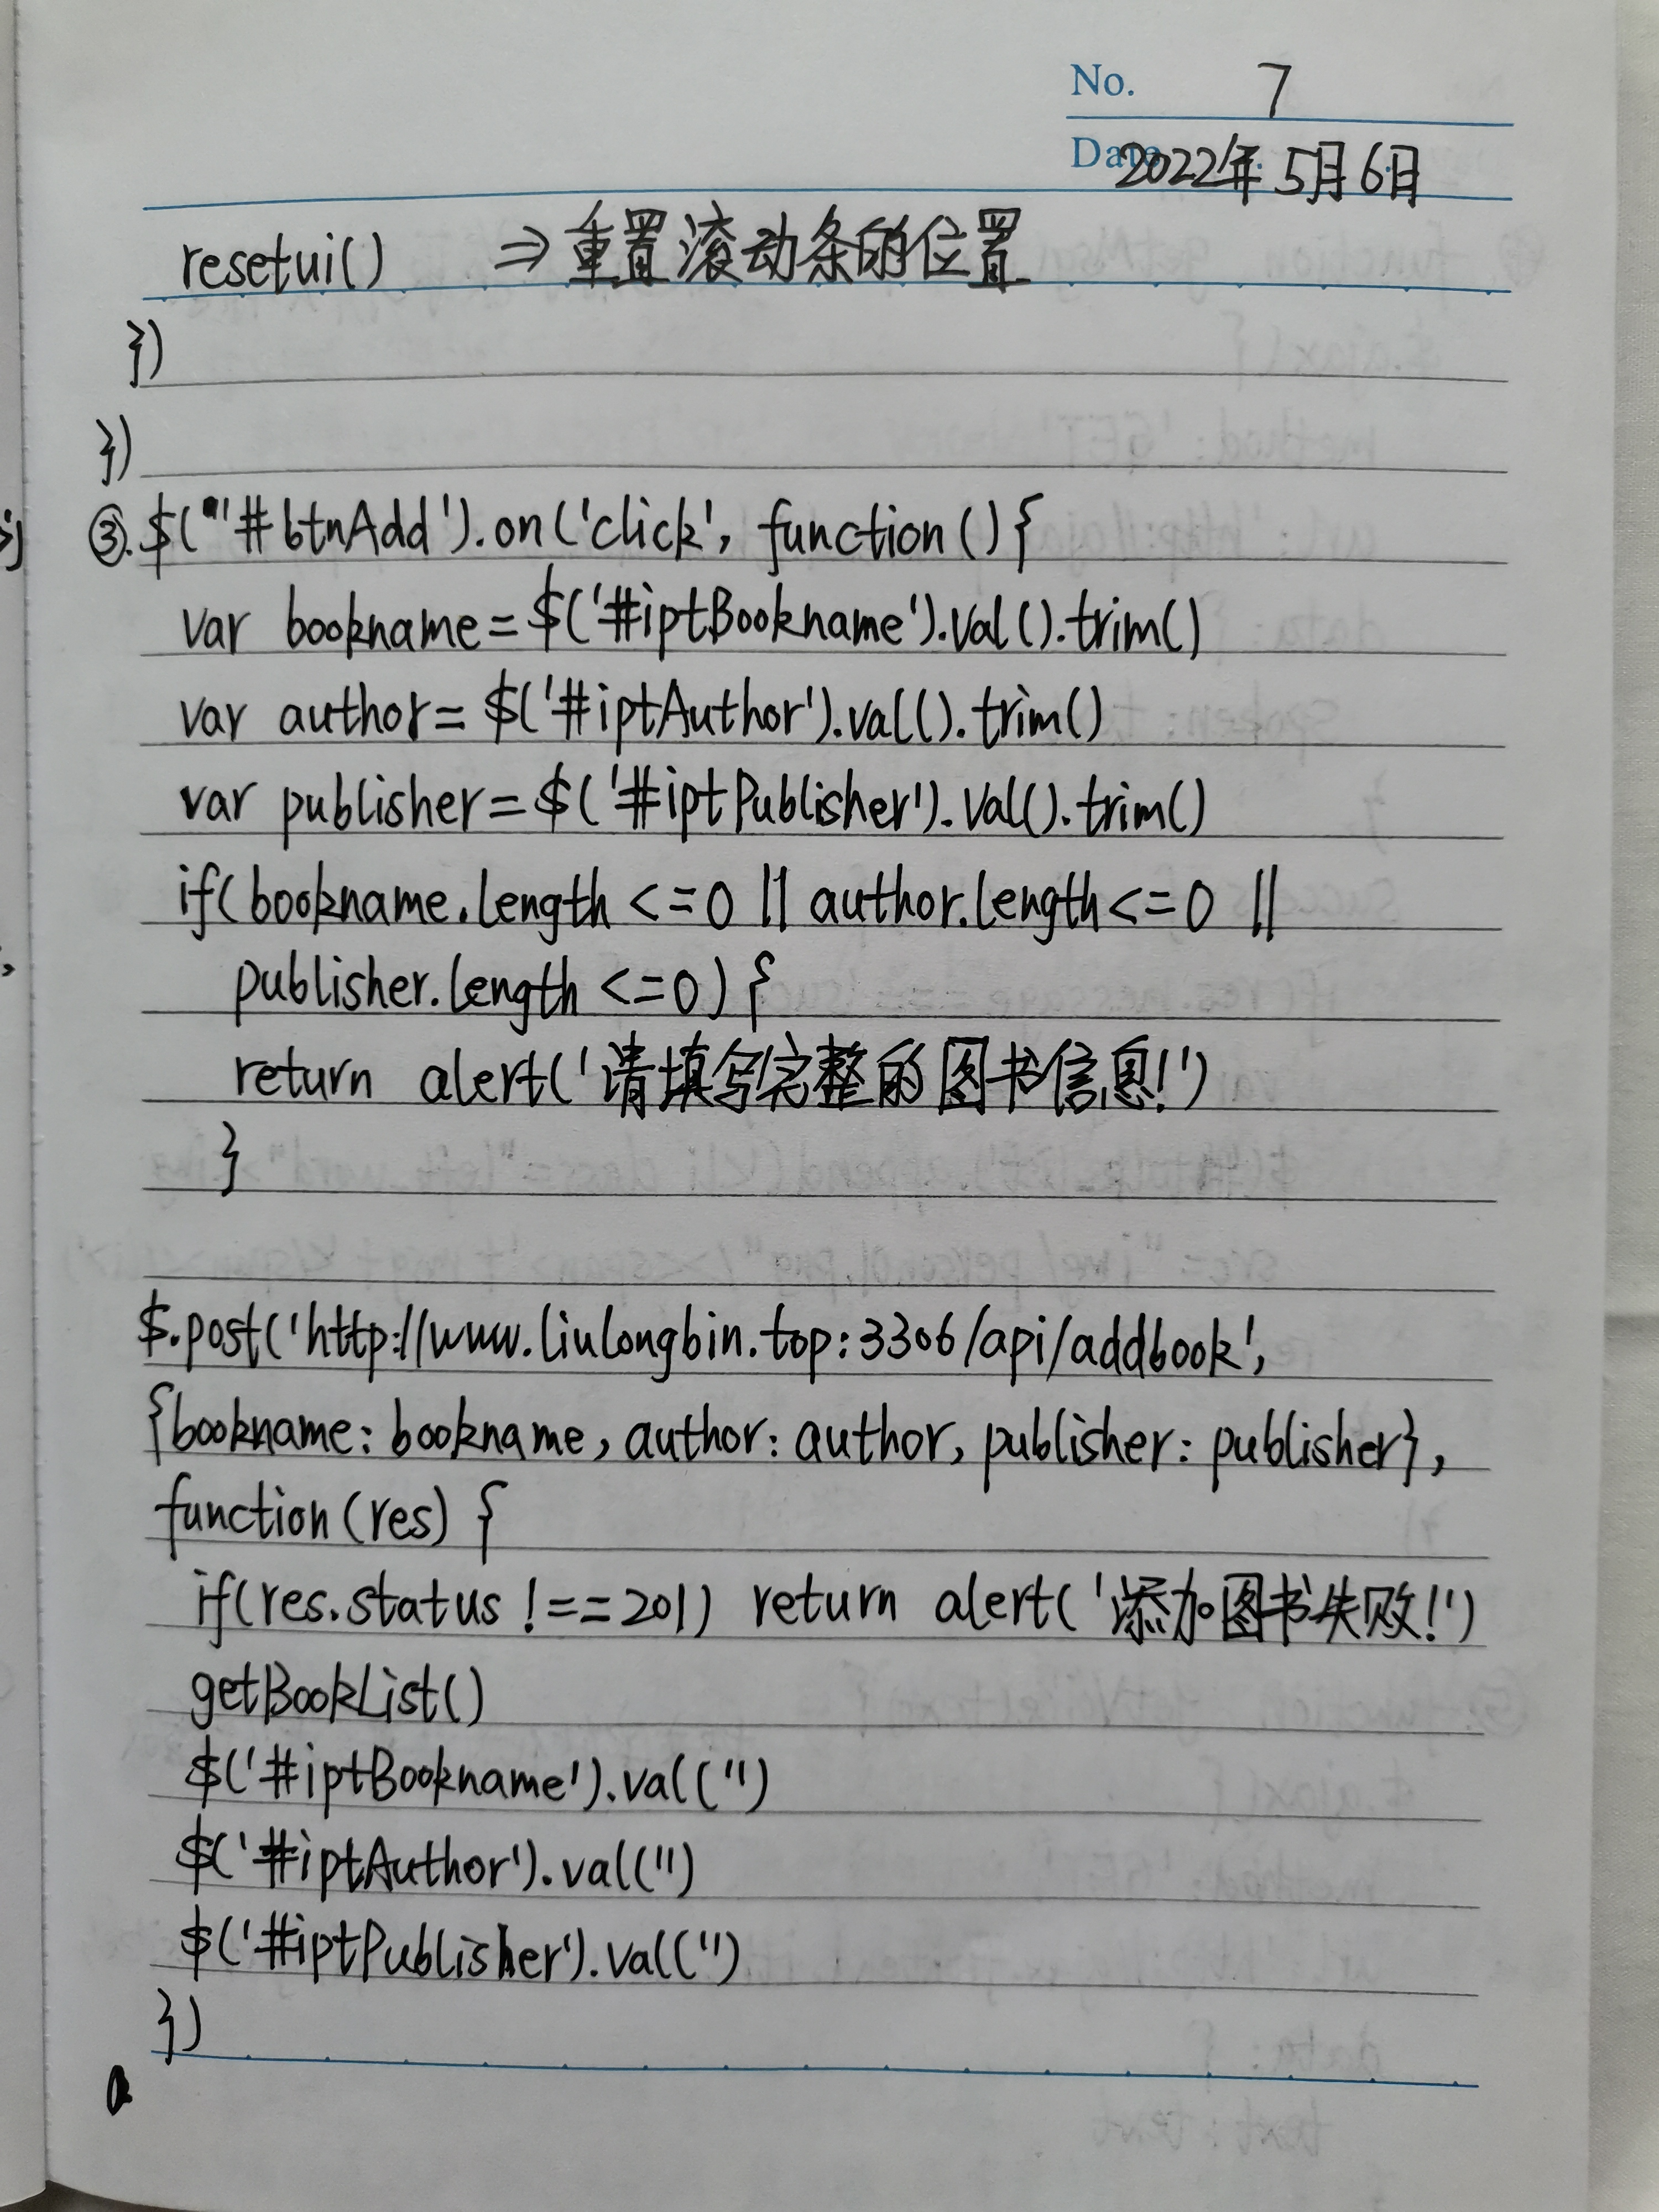 No. 7
Date 2022年5月6日
resetui() ⇒重置滚动条的位置
})
})
③.$('#btnAdd').on('click', function(){
var bookname=$('#iptBookname').val().trim()
var author=$('#iptAuthor').val().trim()
var publisher=$('#iptPublisher').val().trim()
if(bookname.length <=0 || author.length<=0 ||
publisher.length <=0) {
return alert('请填写完整的图书信息!')
}
$.post('http://www.liulongbin.top:3306/api/addbook',
{bookname: bookname, author: author, publisher: publisher},
function(res) {
if(res.status !==201) return alert('添加图书失败!')
getBookList()
$('#iptBookname').val('')
$('#iptAuthor').val('')
$('#iptPublisher').val('')
})